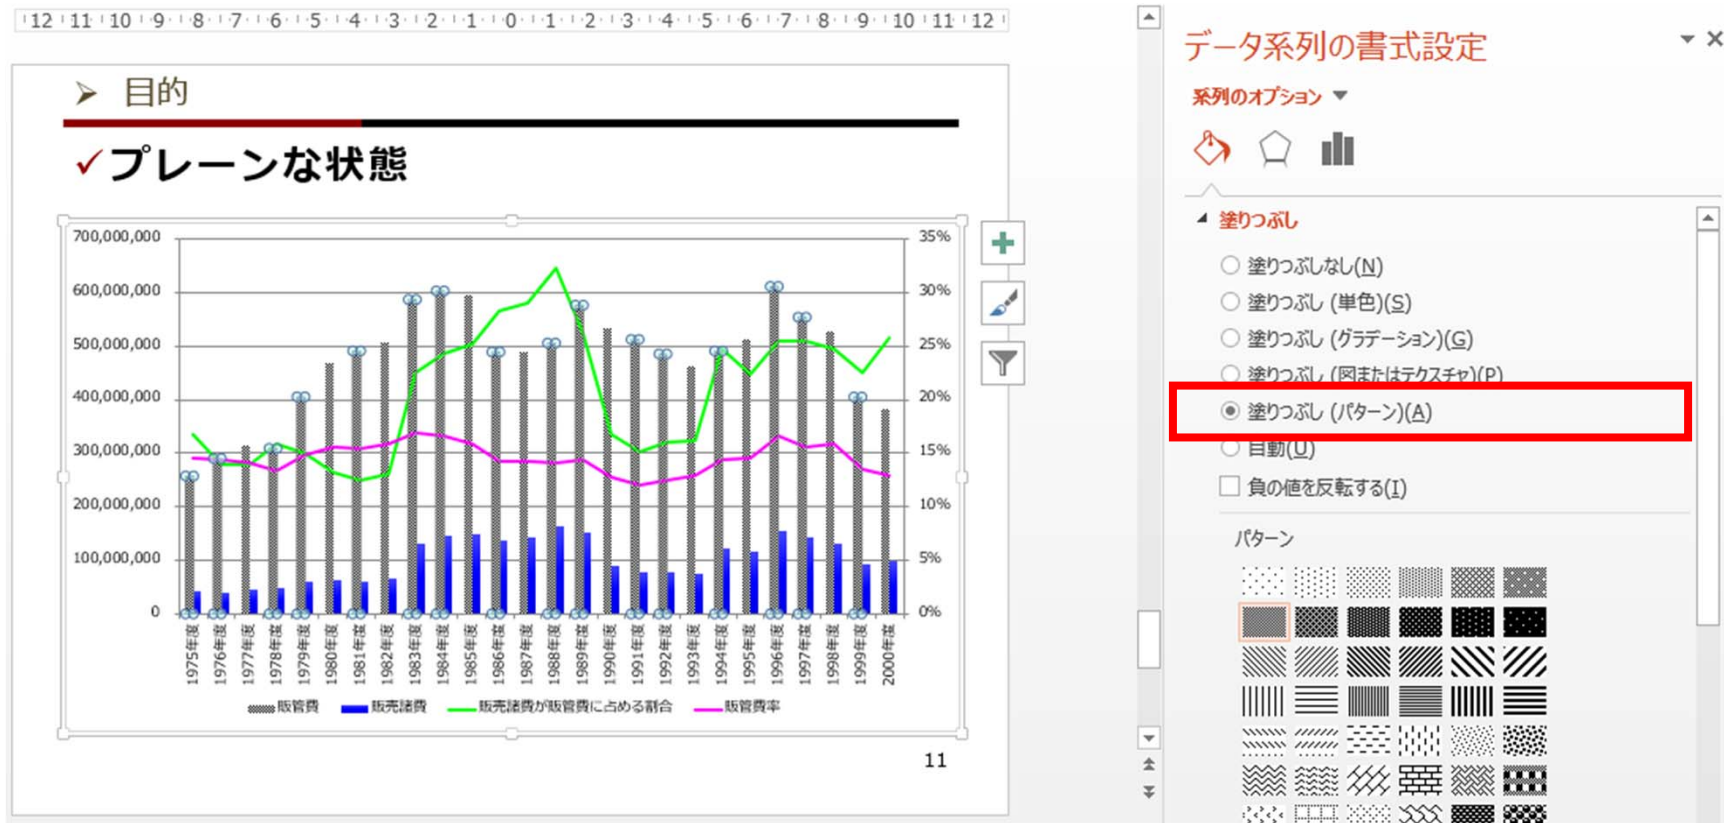 12 11 10 9 8 7 6 5 4 3 2 1 0 1 2 3 4 5 6 7 8 9 10 11 12
データ系列の書式設定
系列のオプション
目的
プレーンな状態
塗りつぶし
塗りつぶしなし(N)
塗りつぶし (単色)(S)
塗りつぶし (グラデーション)(G)
塗りつぶし (図またはテクスチャ)(P)
塗りつぶし (パターン)(A)
自動(U)
負の値を反転する(I)
パターン
700,000,000
600,000,000
500,000,000
400,000,000
300,000,000
200,000,000
100,000,000
0
35%
30%
25%
20%
15%
10%
5%
0%
1975年度
1976年度
1977年度
1978年度
1979年度
1980年度
1981年度
1982年度
1983年度
1984年度
1985年度
1986年度
1987年度
1988年度
1989年度
1990年度
1991年度
1992年度
1993年度
1994年度
1995年度
1996年度
1997年度
1998年度
1999年度
2000年度
販管費 販売諸費 販売諸費が販管費に占める割合 販管費率
11